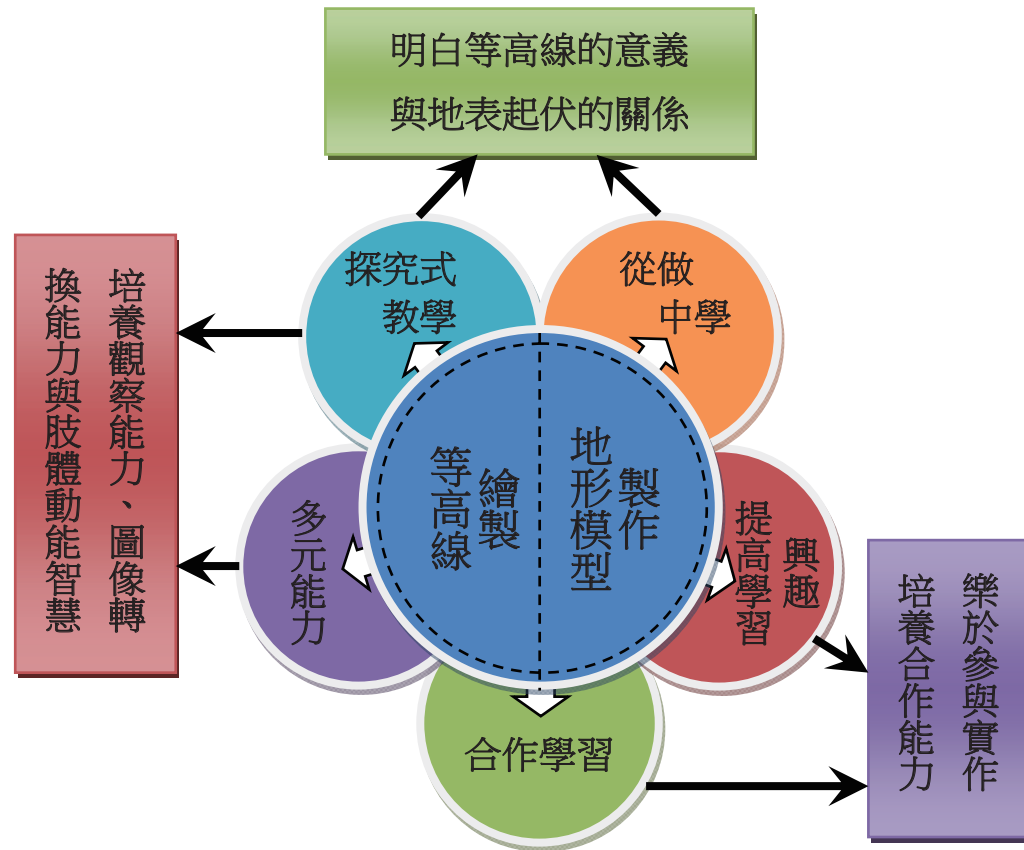 明白等高線的意義
與地表起伏的關係
探究式
教學
從做
中學
培養觀察能力、圖像轉
換能力與肢體動能智慧
等高線
繪製
地形模型
製作
多元能力
提高學習
興趣
樂於參與實作
培養合作能力
合作學習